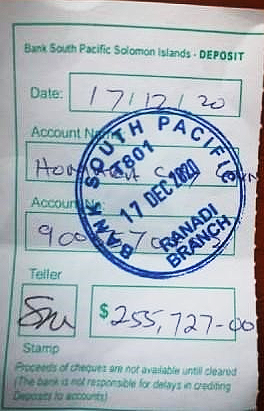 Bank South Pacific Solomon Islands - DEPOSIT
Date: 17/12/20
Account
BANK SOUTH PACIFIC
T801
17 DEC 2020
RANADI
BRANCH
Account
Teller
$255,727-00
Stamp
Proceeds of cheques are not available until cleared
(The bank is not responsible for delays in crediting
Deposits to accounts)